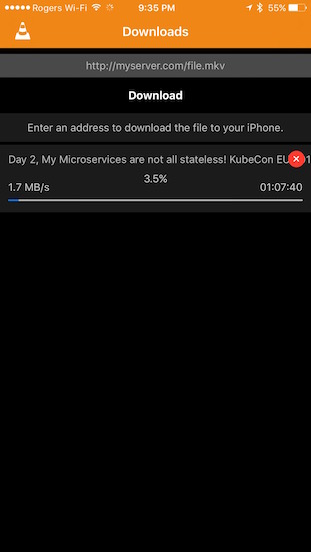 Rogers Wi-Fi 9:35 PM 55%
Downloads
http://myserver.com/file.mkv
Download
Enter an address to download the file to your iPhone.
Day 2, My Microservices are not all stateless! KubeCon EU
3.5%
1.7 MB/s 01:07:40